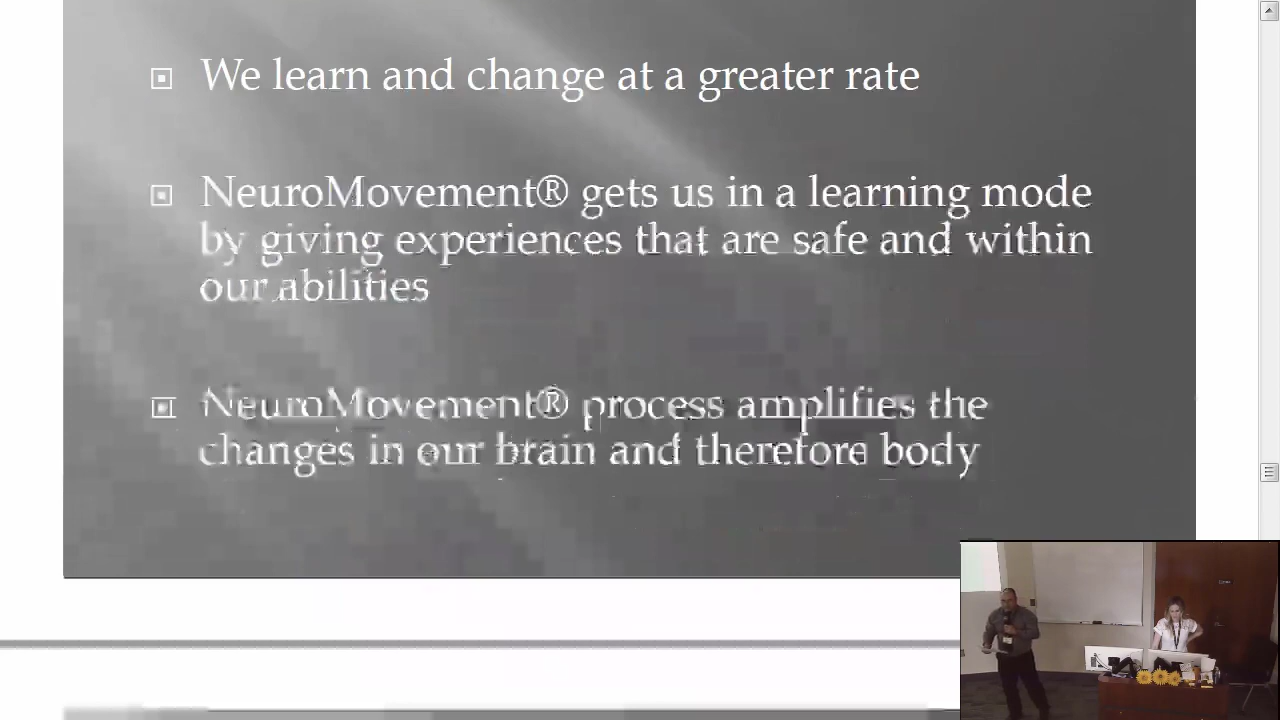 We learn and change at a greater rate
NeuroMovement® gets us in a learning mode
by giving experiences that are safe and within
our abilities
NeuroMovement® process amplifies the
changes in our brain and therefore body